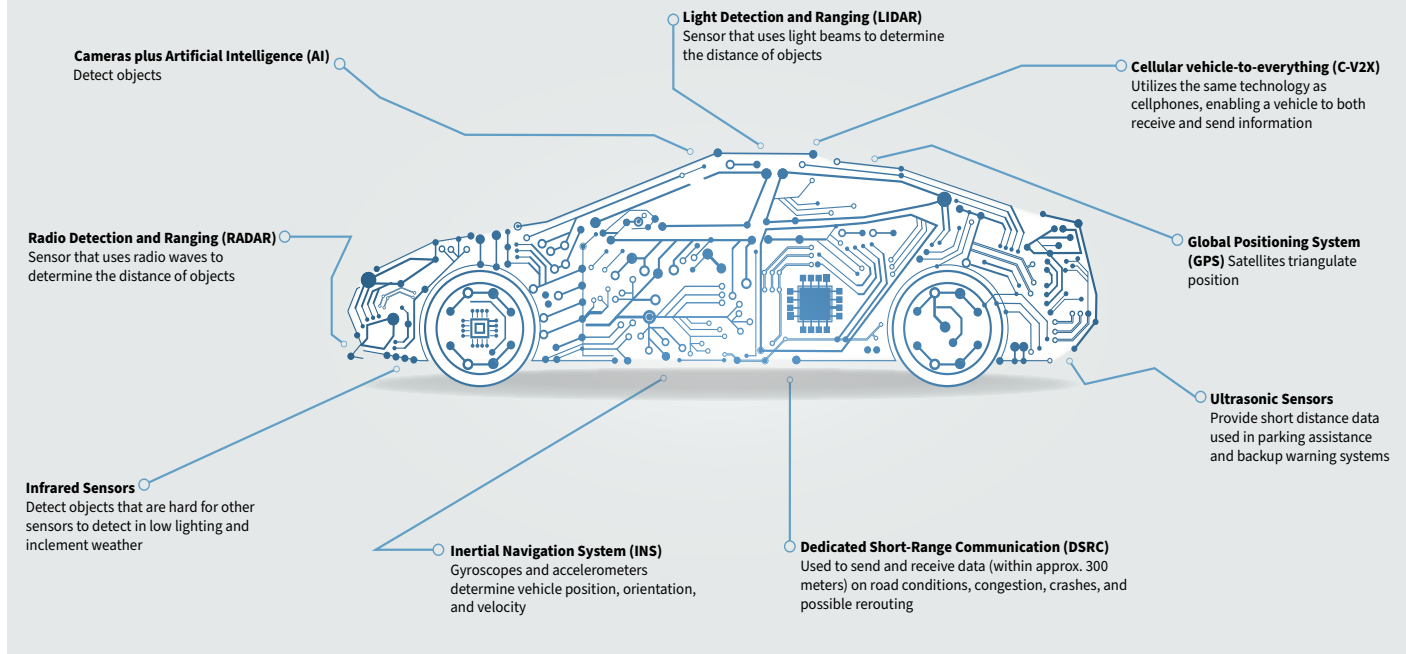 Light Detection and Ranging (LIDAR)
Sensor that uses light beams to determine
the distance of objects
Cameras plus Artificial Intelligence (AI)
Detect objects
Cellular vehicle-to-everything (C-V2X)
Utilizes the same technology as
cellphones, enabling a vehicle to both
receive and send information
Radio Detection and Ranging (RADAR)
Sensor that uses radio waves to
determine the distance of objects
Global Positioning System
(GPS) Satellites triangulate
position
Ultrasonic Sensors
Provide short distance data
used in parking assistance
and backup warning systems
Infrared Sensors
Detect objects that are hard for other
sensors to detect in low lighting and
inclement weather
Inertial Navigation System (INS)
Gyroscopes and accelerometers
determine vehicle position, orientation,
and velocity
Dedicated Short-Range Communication (DSRC)
Used to send and receive data (within approx. 300
meters) on road conditions, congestion, crashes, and
possible rerouting